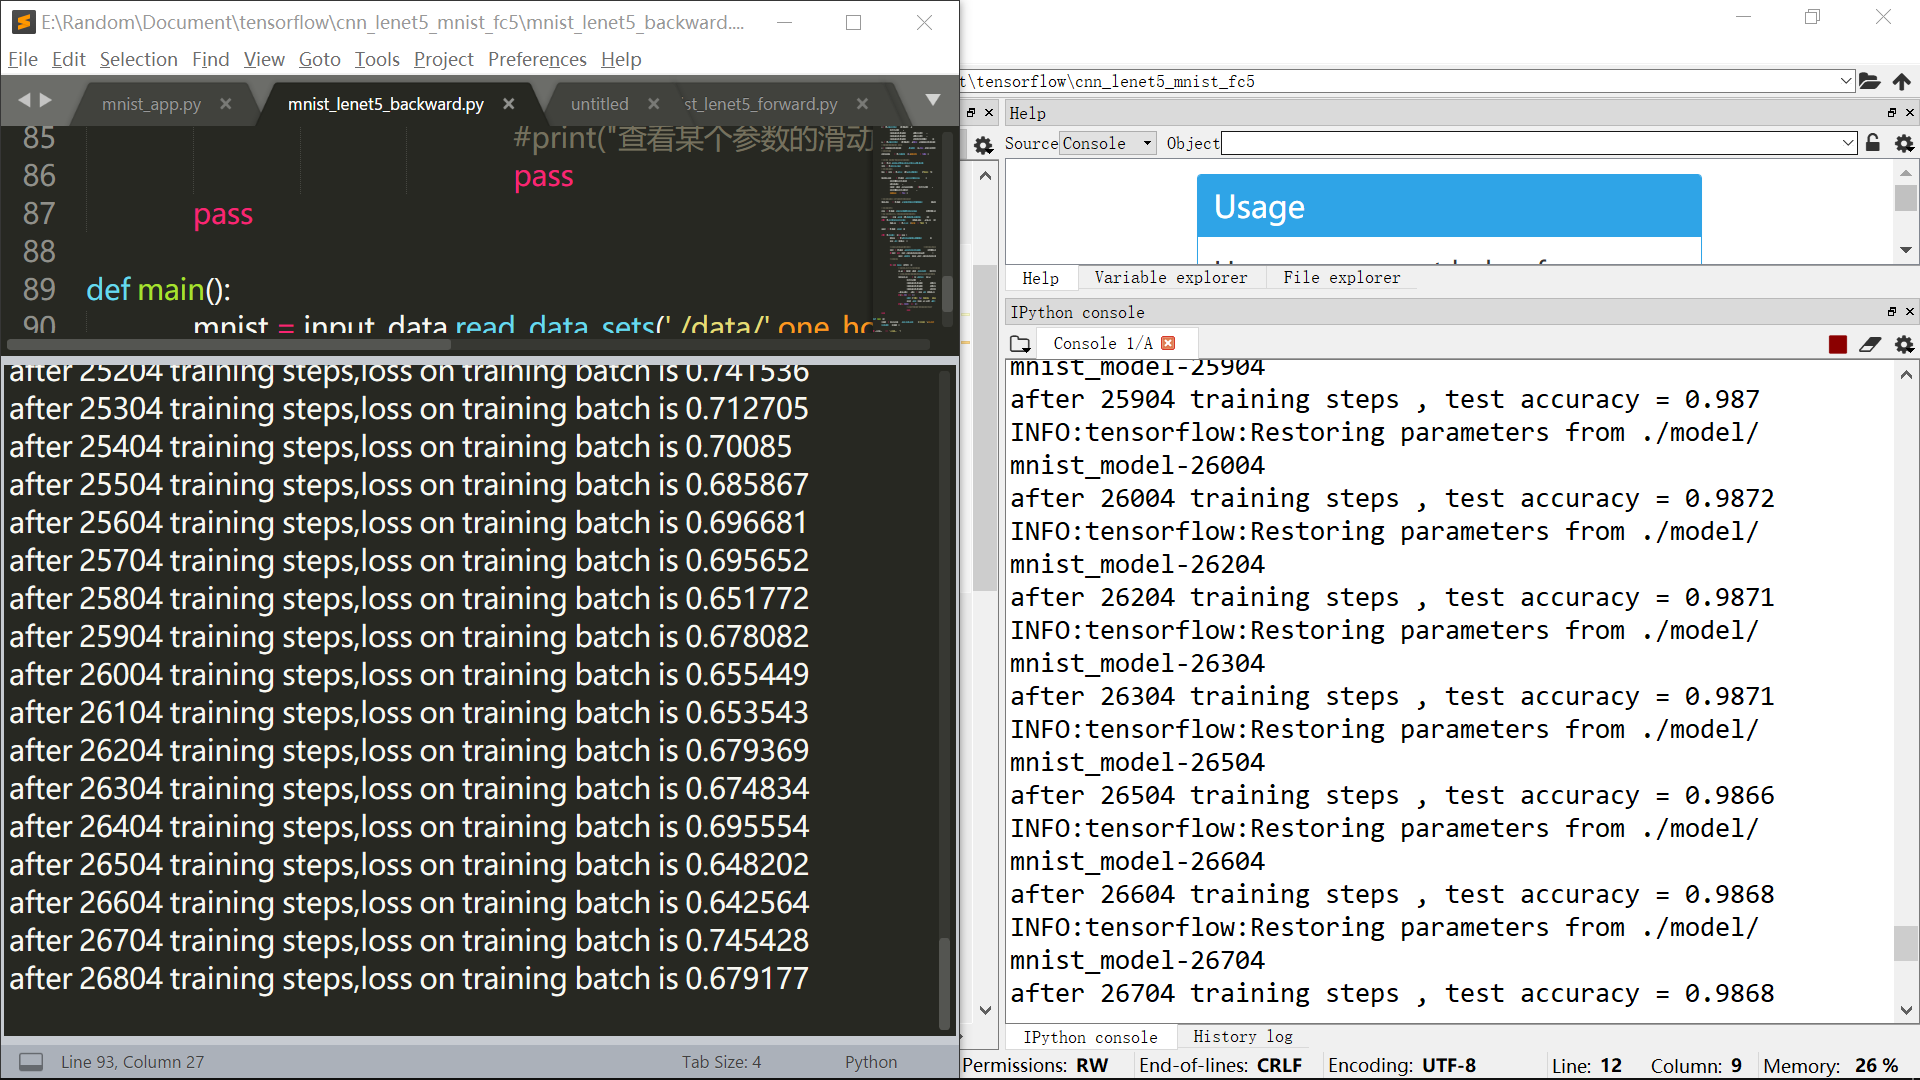 E:\Random\Document\tensorflow\cnn_lenet5_mnist_fc5\mnist_lenet5_backward....
File Edit Selection Find View Goto Tools Project Preferences Help
mnist_app.py
mnist_lenet5_backward.py
untitled
st_lenet5_forward.py
85 #print("查看某个参数的滑动
86 pass
87 pass
88
89 def main():
90 mnist = input_data.read_data_sets('./data/',one_ho
after 25204 training steps,loss on training batch is 0.741536
after 25304 training steps,loss on training batch is 0.712705
after 25404 training steps,loss on training batch is 0.70085
after 25504 training steps,loss on training batch is 0.685867
after 25604 training steps,loss on training batch is 0.696681
after 25704 training steps,loss on training batch is 0.695652
after 25804 training steps,loss on training batch is 0.651772
after 25904 training steps,loss on training batch is 0.678082
after 26004 training steps,loss on training batch is 0.655449
after 26104 training steps,loss on training batch is 0.653543
after 26204 training steps,loss on training batch is 0.679369
after 26304 training steps,loss on training batch is 0.674834
after 26404 training steps,loss on training batch is 0.695554
after 26504 training steps,loss on training batch is 0.648202
after 26604 training steps,loss on training batch is 0.642564
after 26704 training steps,loss on training batch is 0.745428
after 26804 training steps,loss on training batch is 0.679177
Line 93, Column 27
Tab Size: 4
Python
t\tensorflow\cnn_lenet5_mnist_fc5
Help
Source Console Object
Usage
Help Variable explorer File explorer
IPython console
Console 1/A
mnist_model-25904
after 25904 training steps , test accuracy = 0.987
INFO:tensorflow:Restoring parameters from ./model/
mnist_model-26004
after 26004 training steps , test accuracy = 0.9872
INFO:tensorflow:Restoring parameters from ./model/
mnist_model-26204
after 26204 training steps , test accuracy = 0.9871
INFO:tensorflow:Restoring parameters from ./model/
mnist_model-26304
after 26304 training steps , test accuracy = 0.9871
INFO:tensorflow:Restoring parameters from ./model/
mnist_model-26504
after 26504 training steps , test accuracy = 0.9866
INFO:tensorflow:Restoring parameters from ./model/
mnist_model-26604
after 26604 training steps , test accuracy = 0.9868
INFO:tensorflow:Restoring parameters from ./model/
mnist_model-26704
after 26704 training steps , test accuracy = 0.9868
IPython console History log
Permissions: RW End-of-lines: CRLF Encoding: UTF-8 Line: 12 Column: 9 Memory: 26 %